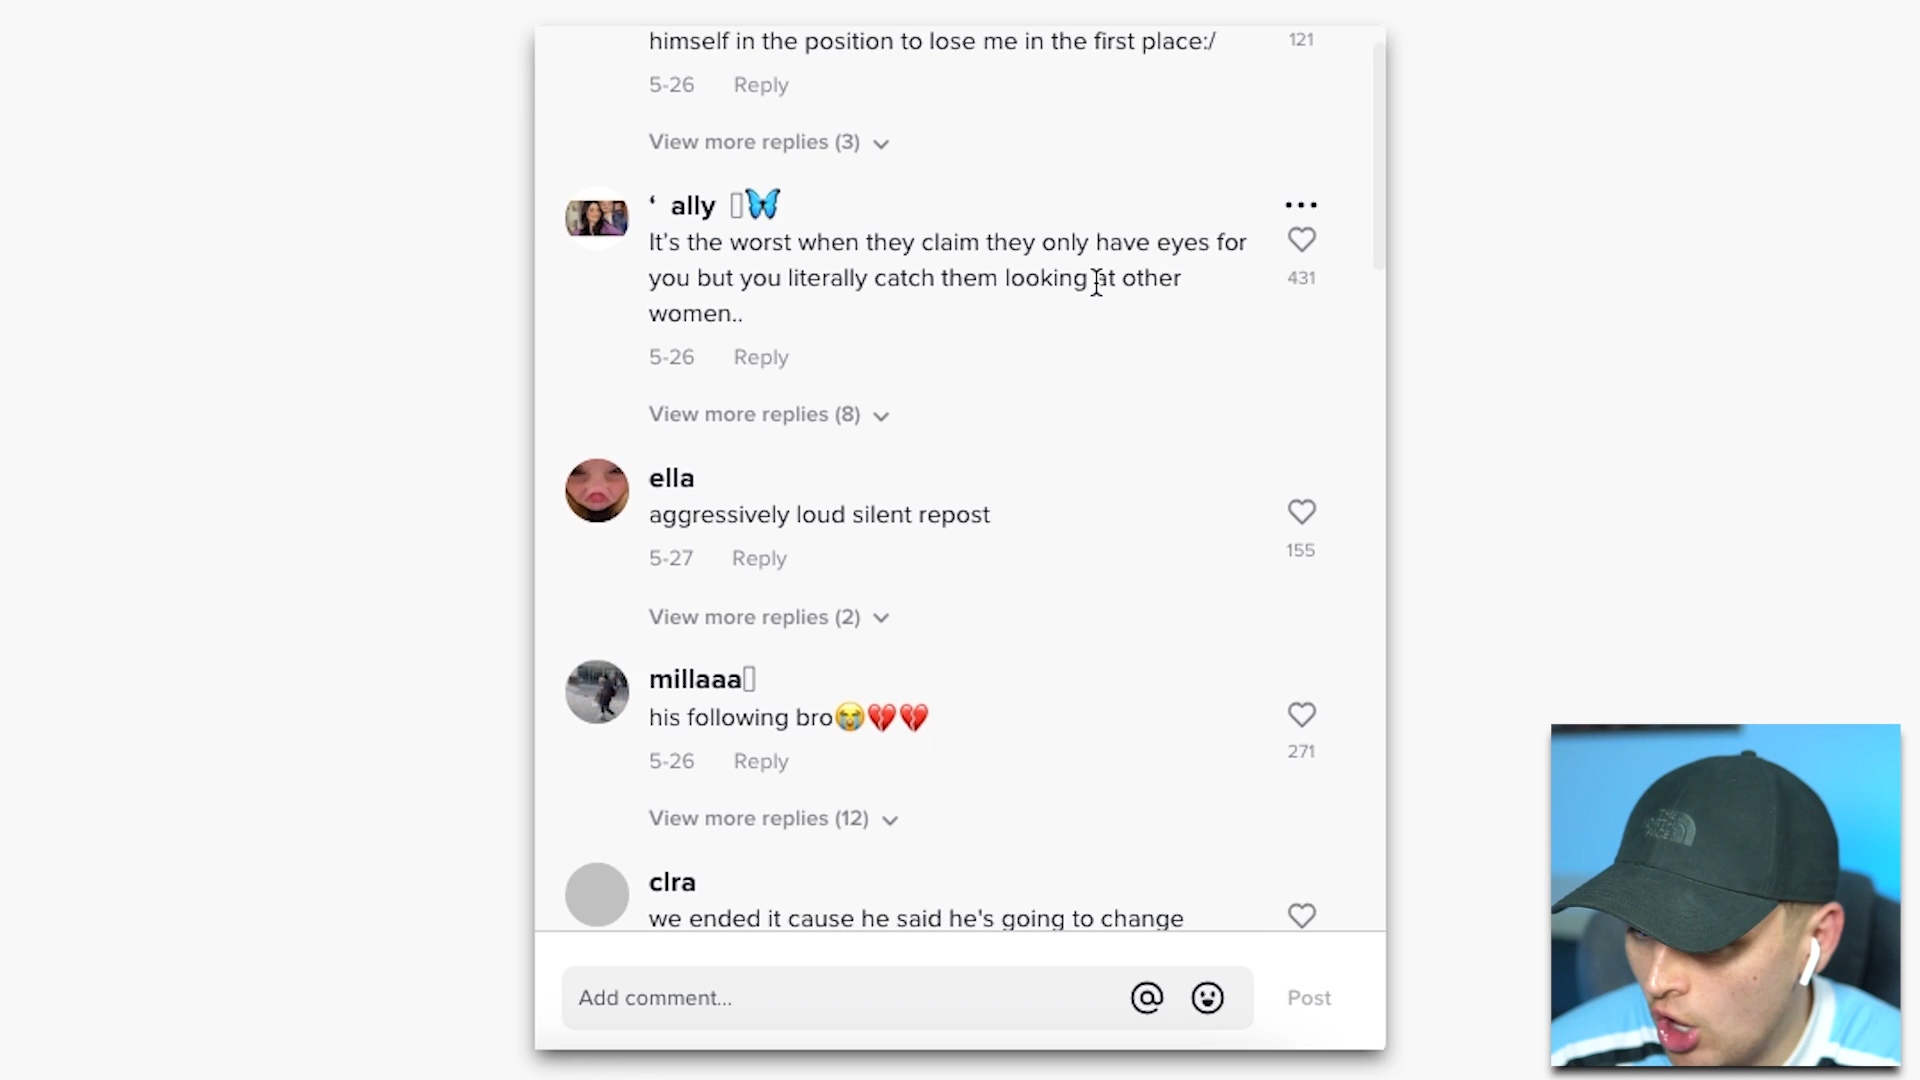 himself in the position to lose me in the first place:/
121
5-26 Reply
View more replies (3)
‘ ally 🦋
It's the worst when they claim they only have eyes for
you but you literally catch them looking at other
women..
431
5-26 Reply
View more replies (8)
ella
aggressively loud silent repost
155
5-27 Reply
View more replies (2)
millaaa
his following bro😭💔💔
271
5-26 Reply
View more replies (12)
clra
we ended it cause he said he's going to change
Add comment...
Post
THE
NORTH
FACE